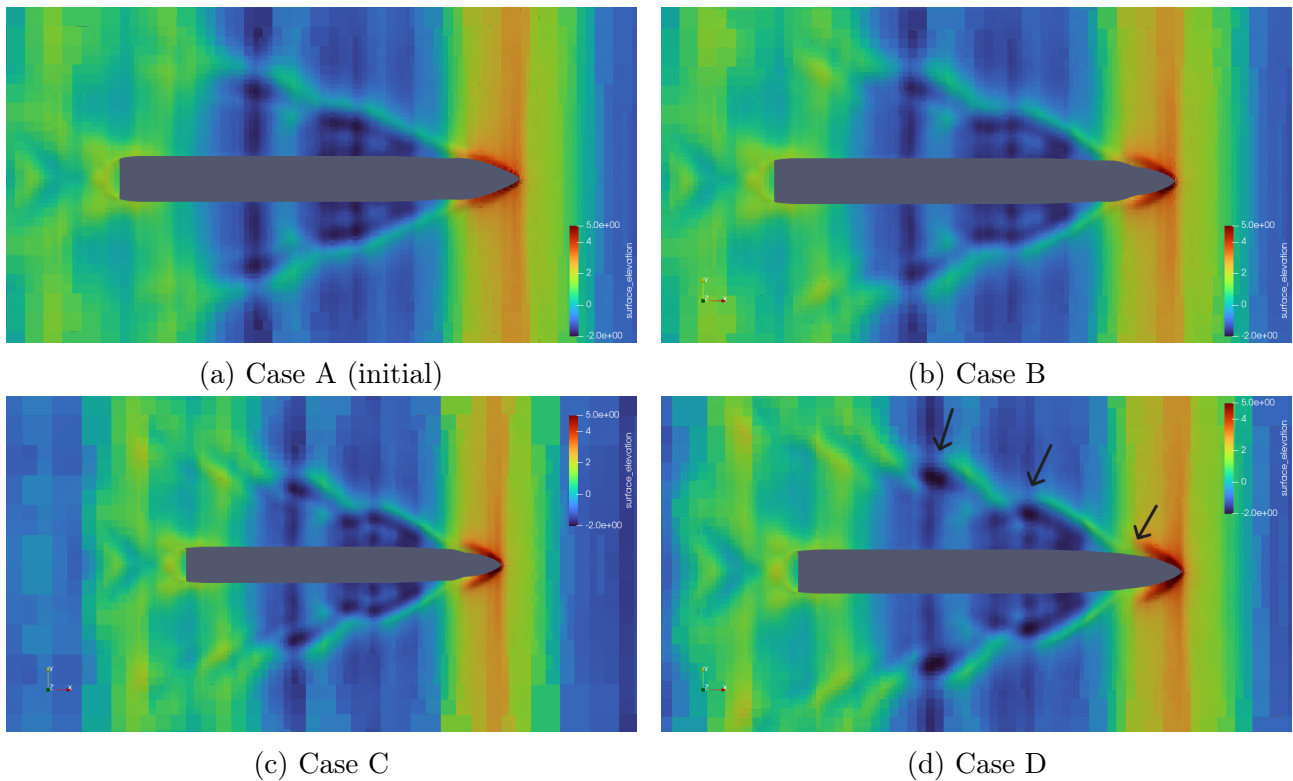 5.0e+00
4
2
0
-2.0e+00
surface_elevation
(a) Case A (initial)
5.0e+00
4
2
0
-2.0e+00
surface_elevation
Y
Z
X
(b) Case B
5.0e+00
4
2
0
-2.0e+00
surface_elevation
Y
Z
X
(c) Case C
5.0e+00
4
2
0
-2.0e+00
surface_elevation
Y
Z
X
(d) Case D